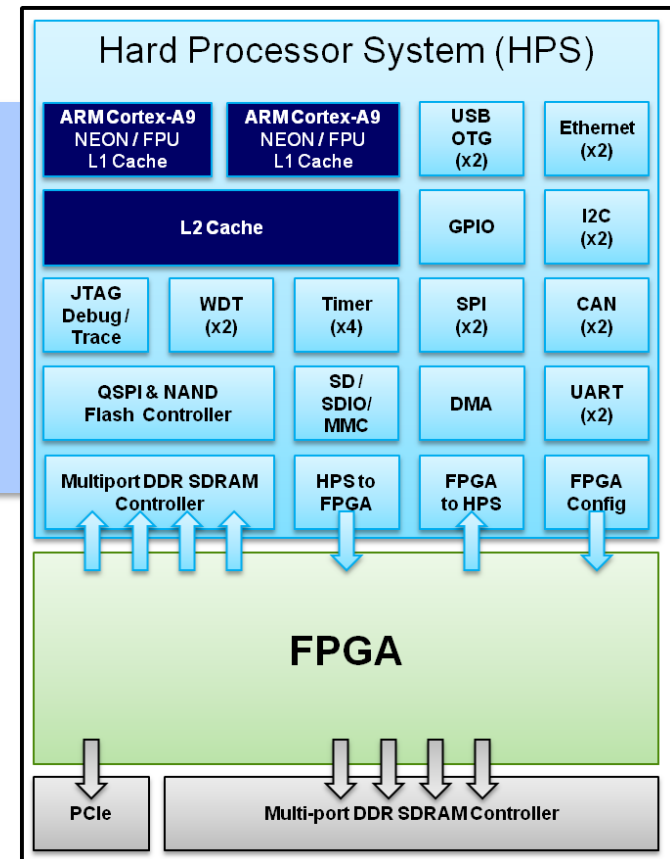 Hard Processor System (HPS)
ARM Cortex-A9
NEON / FPU
L1 Cache
ARM Cortex-A9
NEON / FPU
L1 Cache
USB
OTG
(x2)
Ethernet
(x2)
L2 Cache
GPIO
I2C
(x2)
JTAG
Debug /
Trace
WDT
(x2)
Timer
(x4)
SPI
(x2)
CAN
(x2)
QSPI & NAND
Flash Controller
SD /
SDIO/
MMC
DMA
UART
(x2)
Multiport DDR SDRAM
Controller
HPS to
FPGA
FPGA
to HPS
FPGA
Config
FPGA
PCIe
Multi-port DDR SDRAM Controller